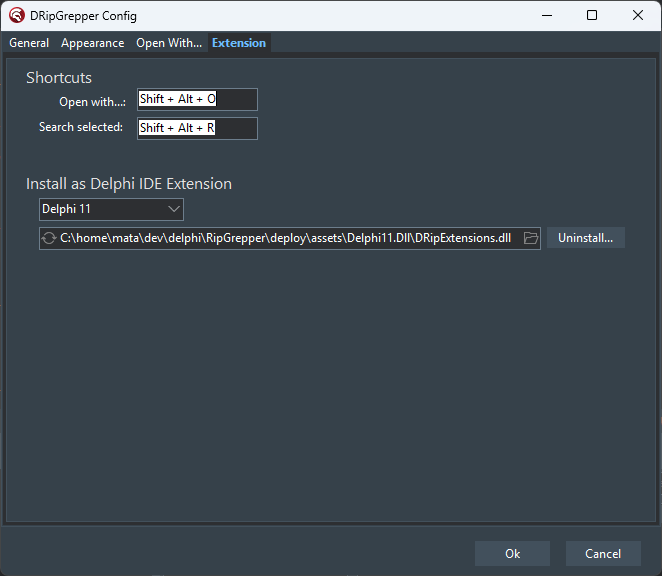 DRipGrepper Config
General Appearance Open With... Extension
Shortcuts
Open with...: Shift + Alt + O
Search selected: Shift + Alt + R
Install as Delphi IDE Extension
Delphi 11
C:\home\mata\dev\delphi\RipGrepper\deploy\assets\Delphi11.Dll\DRipExtensions.dll Uninstall...
Ok Cancel